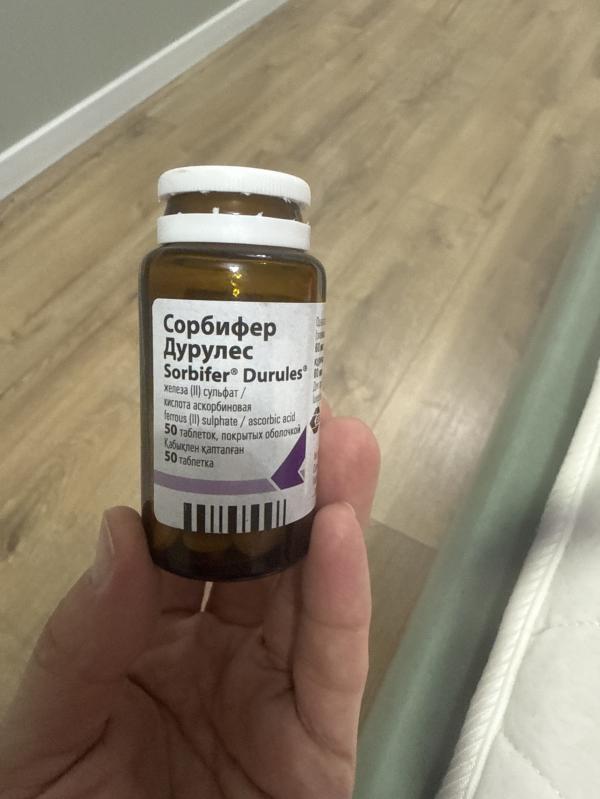 Сорбифер
Дурулес
Sorbifer® Durules®
железа (II) сульфат /
кислота аскорбиновая
ferrous (II) sulphate / ascorbic acid
50 таблеток, покрытых оболочкой
Қабықпен қапталған
50 таблетка